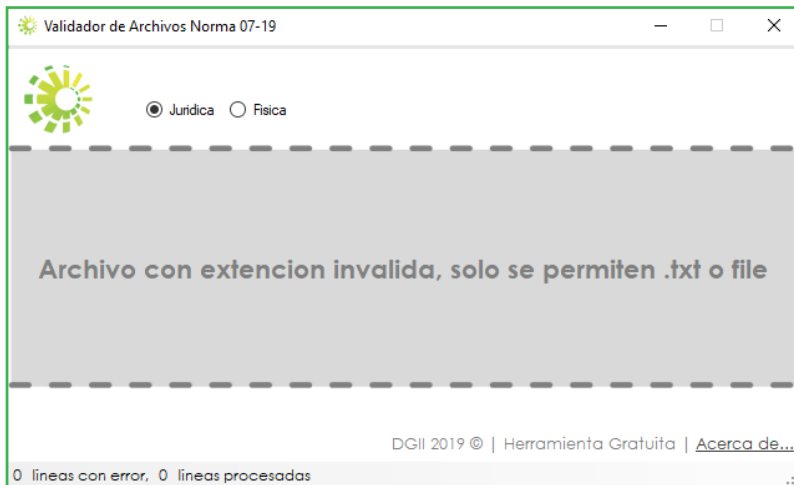 Validador de Archivos Norma 07-19
Juridica Fisica
Archivo con extencion invalida, solo se permiten .txt o file
DGII 2019 © | Herramienta Gratuita | Acerca de...
0 lineas con error, 0 lineas procesadas